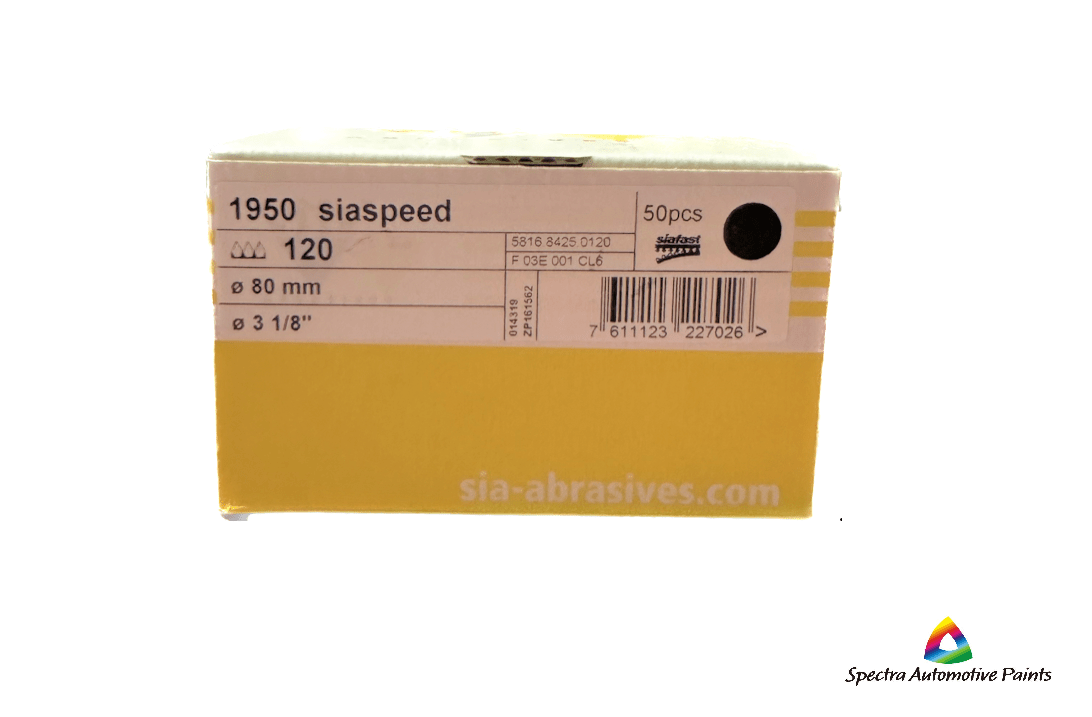 1950 siaspeed
50pcs
siafast
120
5816 8425 0120
F 03E 001 CL6
ø 80 mm
ø 3 1/8"
014319
ZP161562
7 611123 227026 >
sia-abrasives.com
Spectra Automotive Paints